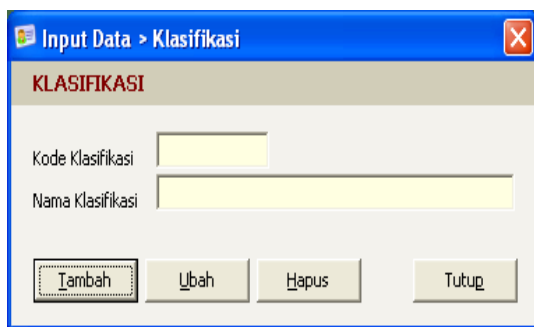 Input Data > Klasifikasi
KLASIFIKASI
Kode Klasifikasi
Nama Klasifikasi
Tambah Ubah Hapus Tutup